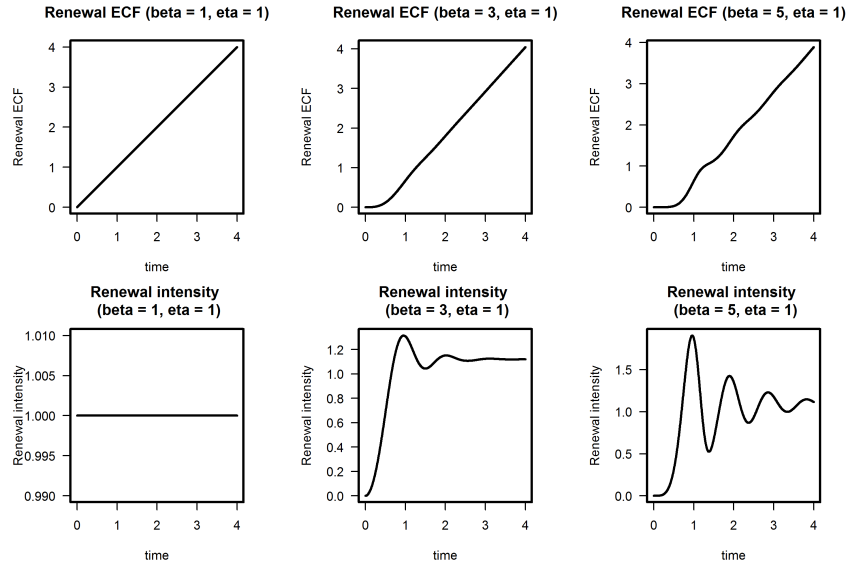 Renewal ECF (beta = 1, eta = 1)
Renewal ECF
4
3
2
1
0
0 1 2 3 4
time
Renewal ECF (beta = 3, eta = 1)
Renewal ECF
4
3
2
1
0
0 1 2 3 4
time
Renewal ECF (beta = 5, eta = 1)
Renewal ECF
4
3
2
1
0
0 1 2 3 4
time
Renewal intensity
(beta = 1, eta = 1)
Renewal intensity
1.010
1.005
1.000
0.995
0.990
0 1 2 3 4
time
Renewal intensity
(beta = 3, eta = 1)
Renewal intensity
1.2
1.0
0.8
0.6
0.4
0.2
0.0
0 1 2 3 4
time
Renewal intensity
(beta = 5, eta = 1)
Renewal intensity
1.5
1.0
0.5
0.0
0 1 2 3 4
time